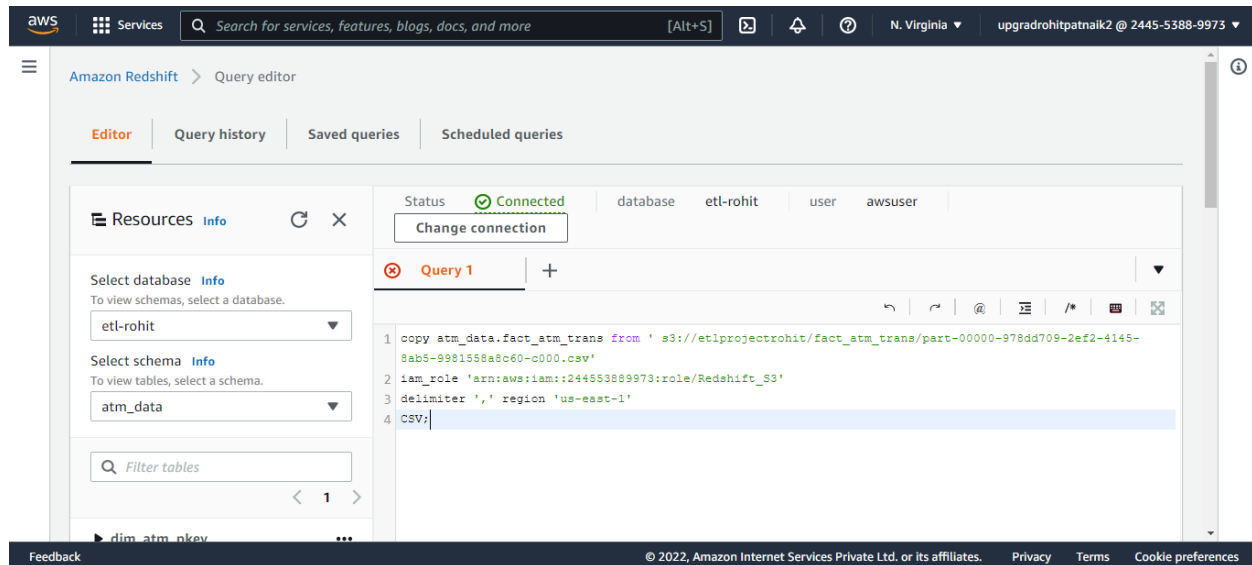 aws
Services
Search for services, features, blogs, docs, and more
[Alt+S]
N. Virginia ▼
upgradrohitpatnaik2 @ 2445-5388-9973 ▼
Amazon Redshift > Query editor
Editor
Query history
Saved queries
Scheduled queries
Resources Info
Select database Info
To view schemas, select a database.
etl-rohit
Select schema Info
To view tables, select a schema.
atm_data
Filter tables
< 1 >
dim_atm_pkey
Status Connected database etl-rohit user awsuser
Change connection
Query 1 +
@ /*
1 copy atm_data.fact_atm_trans from ' s3://etlprojectrohit/fact_atm_trans/part-00000-978dd709-2ef2-4145-
8ab5-9981558a8c60-c000.csv'
2 iam_role 'arn:aws:iam::244553889973:role/Redshift_S3'
3 delimiter ',' region 'us-east-1'
4 CSV;
Feedback
© 2022, Amazon Internet Services Private Ltd. or its affiliates.
Privacy
Terms
Cookie preferences